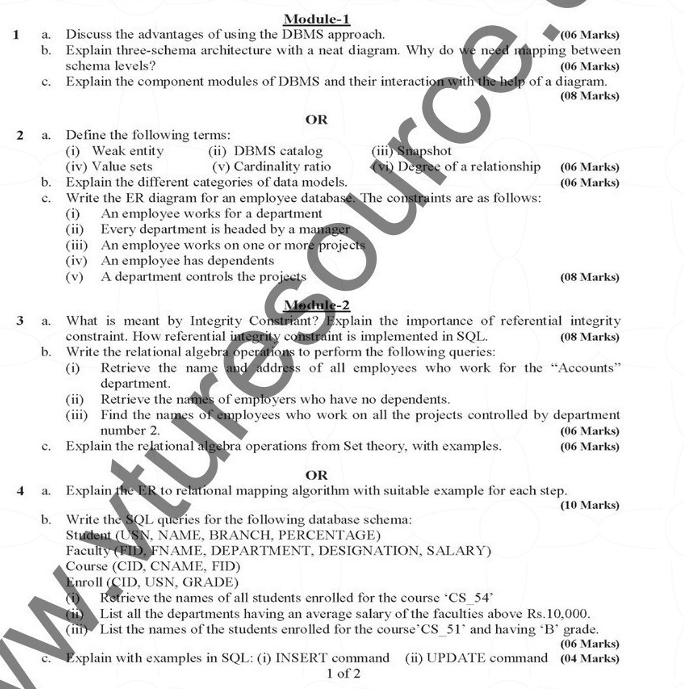 Module-1
1 a. Discuss the advantages of using the DBMS approach. (06 Marks)
b. Explain three-schema architecture with a neat diagram. Why do we need mapping between
schema levels? (06 Marks)
c. Explain the component modules of DBMS and their interaction with the help of a diagram.
(08 Marks)
OR
2 a. Define the following terms:
(i) Weak entity (ii) DBMS catalog (iii) Snapshot
(iv) Value sets (v) Cardinality ratio (vi) Degree of a relationship (06 Marks)
b. Explain the different categories of data models. (06 Marks)
c. Write the ER diagram for an employee database. The constraints are as follows:
(i) An employee works for a department
(ii) Every department is headed by a manager
(iii) An employee works on one or more projects
(iv) An employee has dependents
(v) A department controls the projects (08 Marks)
Module-2
3 a. What is meant by Integrity Constriant? Explain the importance of referential integrity
constraint. How referential integrity constraint is implemented in SQL. (08 Marks)
b. Write the relational algebra operations to perform the following queries:
(i) Retrieve the name and address of all employees who work for the “Accounts”
department.
(ii) Retrieve the names of employers who have no dependents.
(iii) Find the names of employees who work on all the projects controlled by department
number 2. (06 Marks)
c. Explain the relational algebra operations from Set theory, with examples. (06 Marks)
OR
4 a. Explain the ER to relational mapping algorithm with suitable example for each step.
(10 Marks)
b. Write the SQL queries for the following database schema:
Student (USN, NAME, BRANCH, PERCENTAGE)
Faculty (FID, FNAME, DEPARTMENT, DESIGNATION, SALARY)
Course (CID, CNAME, FID)
Enroll (CID, USN, GRADE)
(i) Retrieve the names of all students enrolled for the course ‘CS_54’
(ii) List all the departments having an average salary of the faculties above Rs.10,000.
(iii) List the names of the students enrolled for the course’CS_51’ and having ‘B’ grade.
(06 Marks)
c. Explain with examples in SQL: (i) INSERT command (ii) UPDATE command (04 Marks)
1 of 2
w.vturesource.c